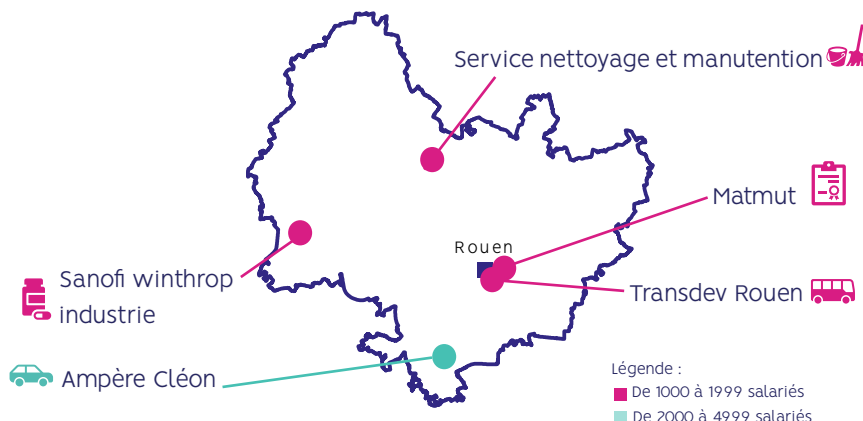 Service nettoyage et manutention
Matmut
Rouen
Sanofi winthrop
industrie
Transdev Rouen
Ampère Cléon
Légende :
De 1000 à 1999 salariés
De 2000 à 4999 salariés